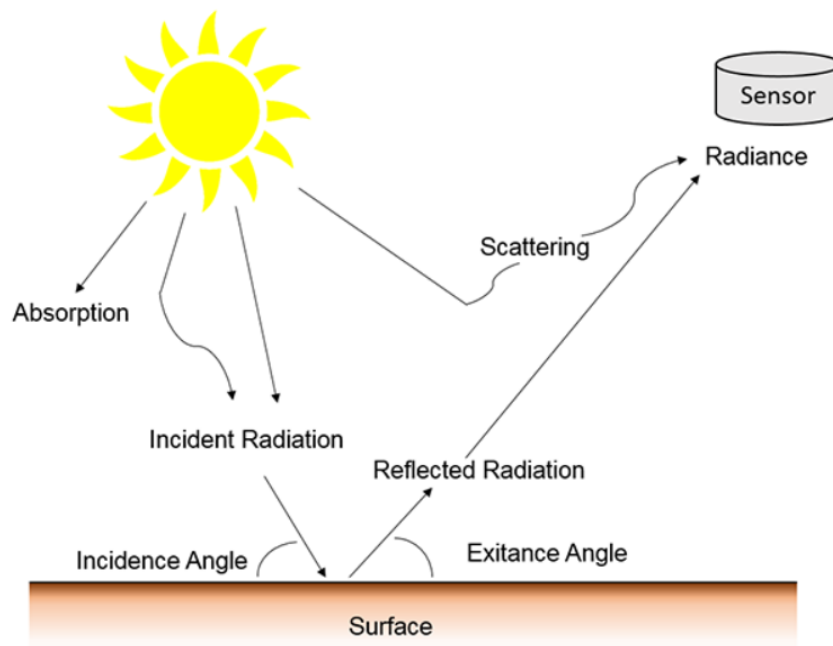 Sensor
Radiance
Scattering
Absorption
Incident Radiation
Reflected Radiation
Incidence Angle
Exitance Angle
Surface